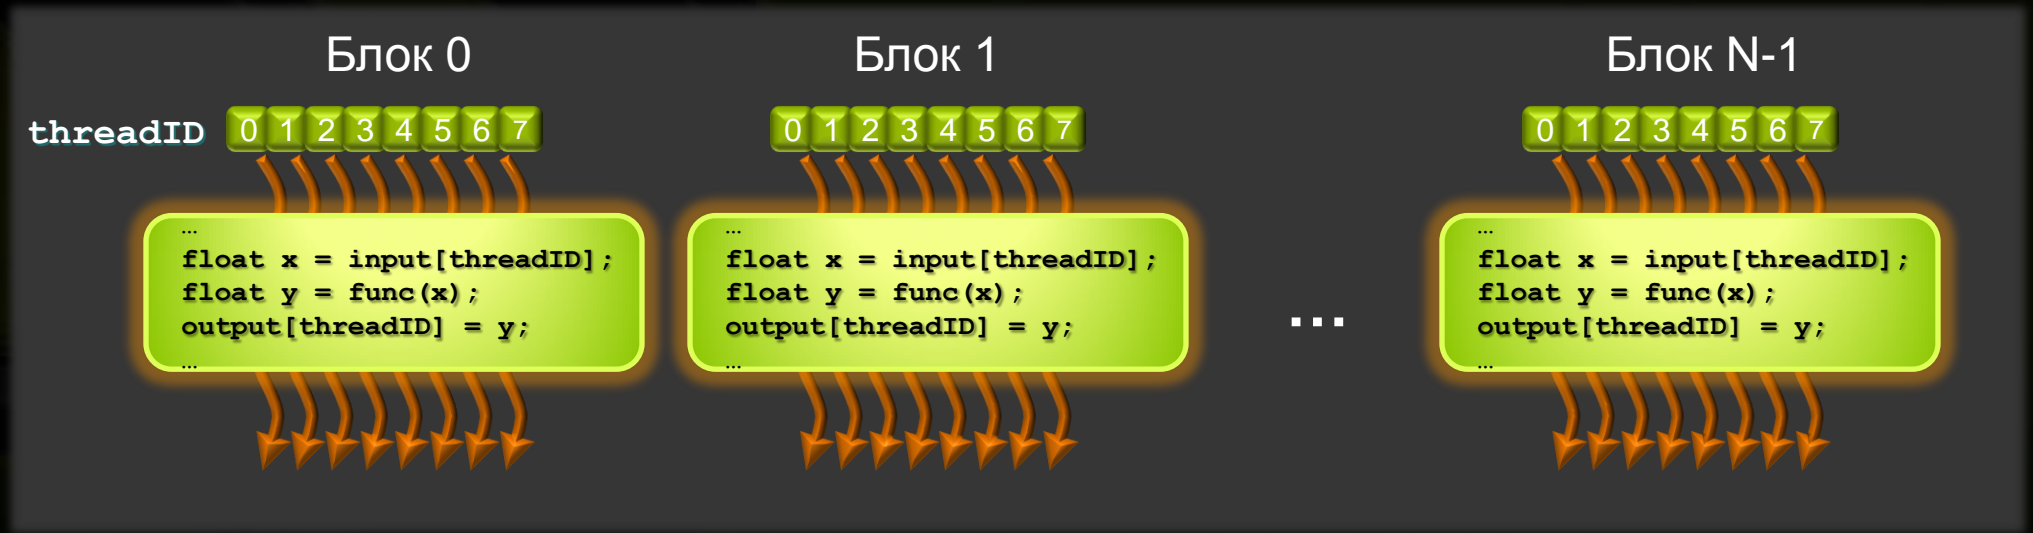 Блок 0
Блок 1
Блок N-1
threadID 0 1 2 3 4 5 6 7
0 1 2 3 4 5 6 7
0 1 2 3 4 5 6 7
…
float x = input[threadID];
float y = func(x);
output[threadID] = y;
…
…
float x = input[threadID];
float y = func(x);
output[threadID] = y;
…
…
…
float x = input[threadID];
float y = func(x);
output[threadID] = y;
…